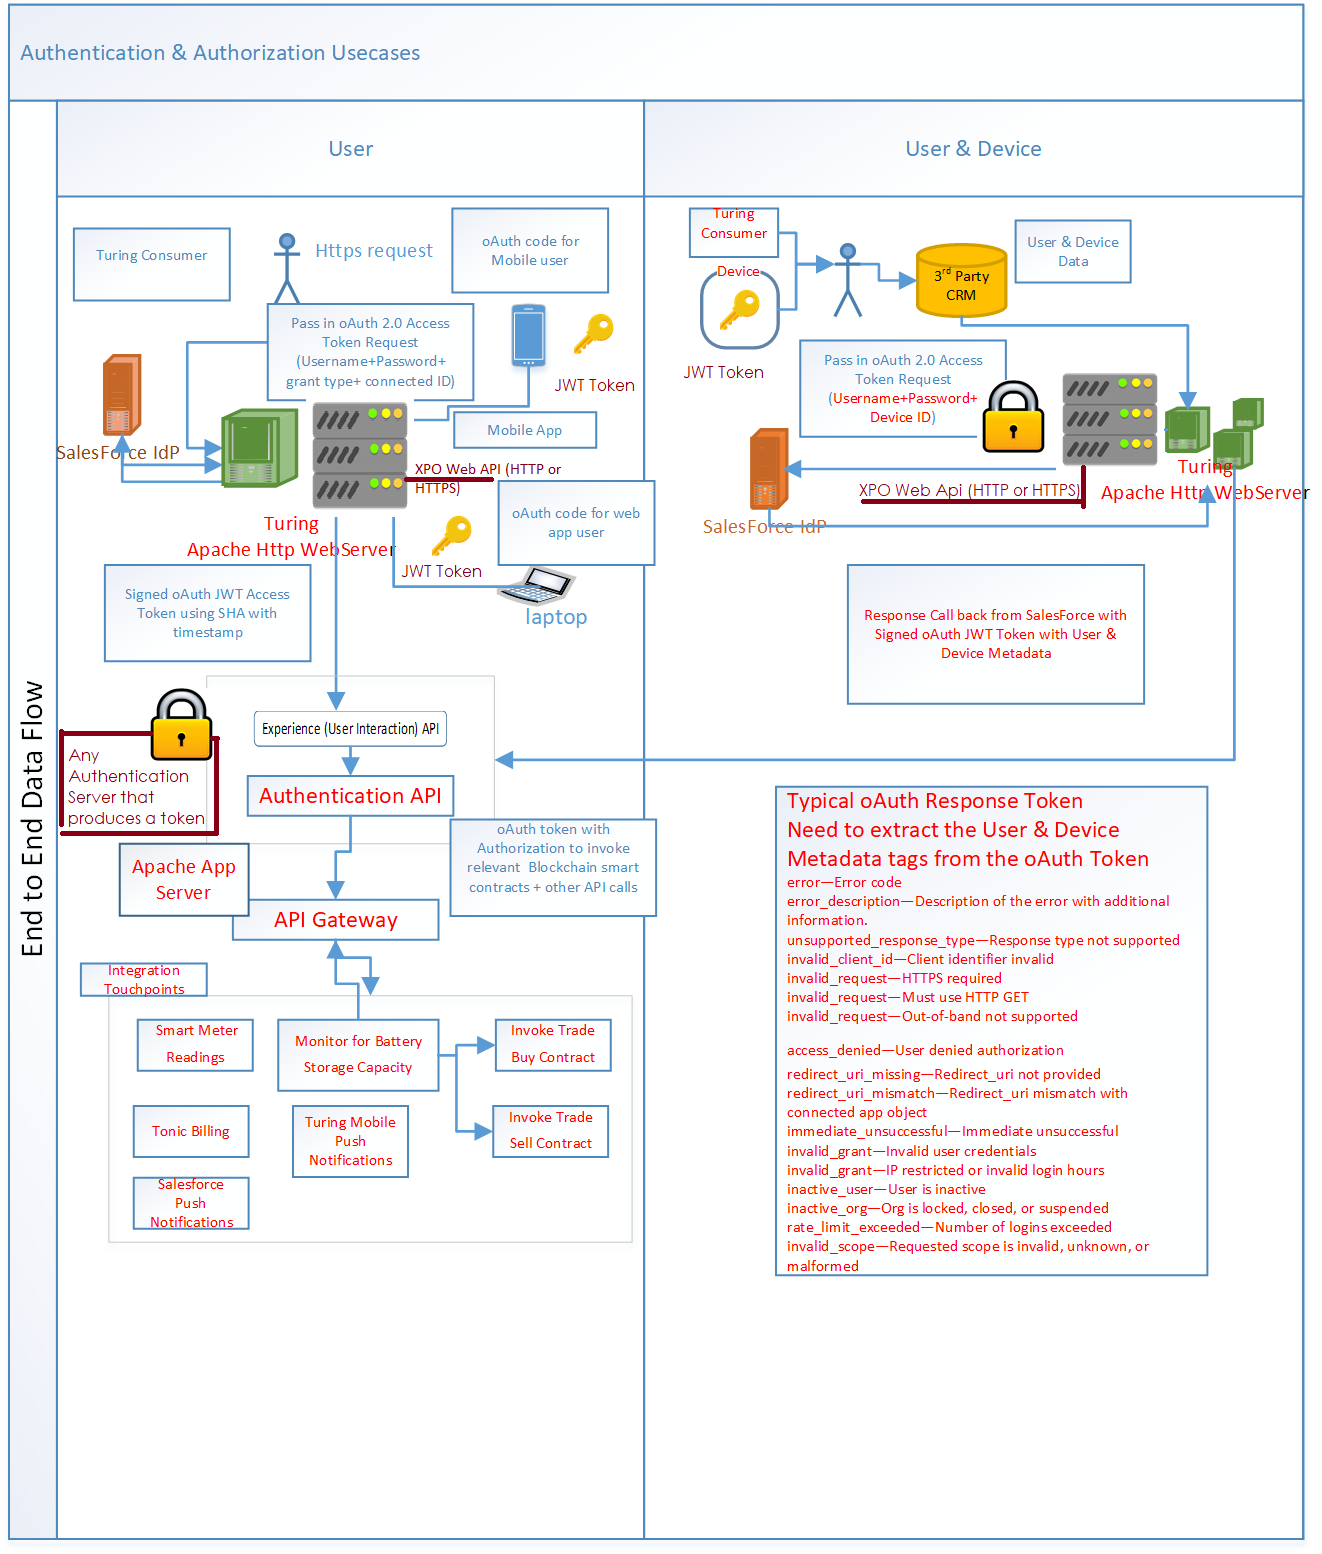 Authentication & Authorization Usecases
End to End Data Flow
User
Turing Consumer
Https request
oAuth code for
Mobile user
Pass in oAuth 2.0 Access
Token Request
(Username+Password+
grant type+ connected ID)
JWT Token
Mobile App
SalesForce IdP
XPO Web API (HTTP or
HTTPS)
oAuth code for web
app user
Turing
Apache Http WebServer
JWT Token
laptop
Signed oAuth JWT Access
Token using SHA with
timestamp
Any
Authentication
Server that
produces a token
Experience (User Interaction) API
Authentication API
oAuth token with
Authorization to invoke
relevant  Blockchain smart
contracts + other API calls
Apache App
Server
API Gateway
Integration
Touchpoints
Smart Meter
Readings
Monitor for Battery
Storage Capacity
Invoke Trade
Buy Contract
Tonic Billing
Turing Mobile
Push
Notifications
Invoke Trade
Sell Contract
Salesforce
Push
Notifications
User & Device
Turing
Consumer
Device
JWT Token
3rd Party
CRM
User & Device
Data
Pass in oAuth 2.0 Access
Token Request
(Username+Password+
Device ID)
SalesForce IdP
XPO Web Api (HTTP or HTTPS)
Turing
Apache Http WebServer
Response Call back from SalesForce with
Signed oAuth JWT Token with User &
Device Metadata
Typical oAuth Response Token
Need to extract the User & Device
Metadata tags from the oAuth Token
error—Error code
error_description—Description of the error with additional
information.
unsupported_response_type—Response type not supported
invalid_client_id—Client identifier invalid
invalid_request—HTTPS required
invalid_request—Must use HTTP GET
invalid_request—Out-of-band not supported
access_denied—User denied authorization
redirect_uri_missing—Redirect_uri not provided
redirect_uri_mismatch—Redirect_uri mismatch with
connected app object
immediate_unsuccessful—Immediate unsuccessful
invalid_grant—Invalid user credentials
invalid_grant—IP restricted or invalid login hours
inactive_user—User is inactive
inactive_org—Org is locked, closed, or suspended
rate_limit_exceeded—Number of logins exceeded
invalid_scope—Requested scope is invalid, unknown, or
malformed